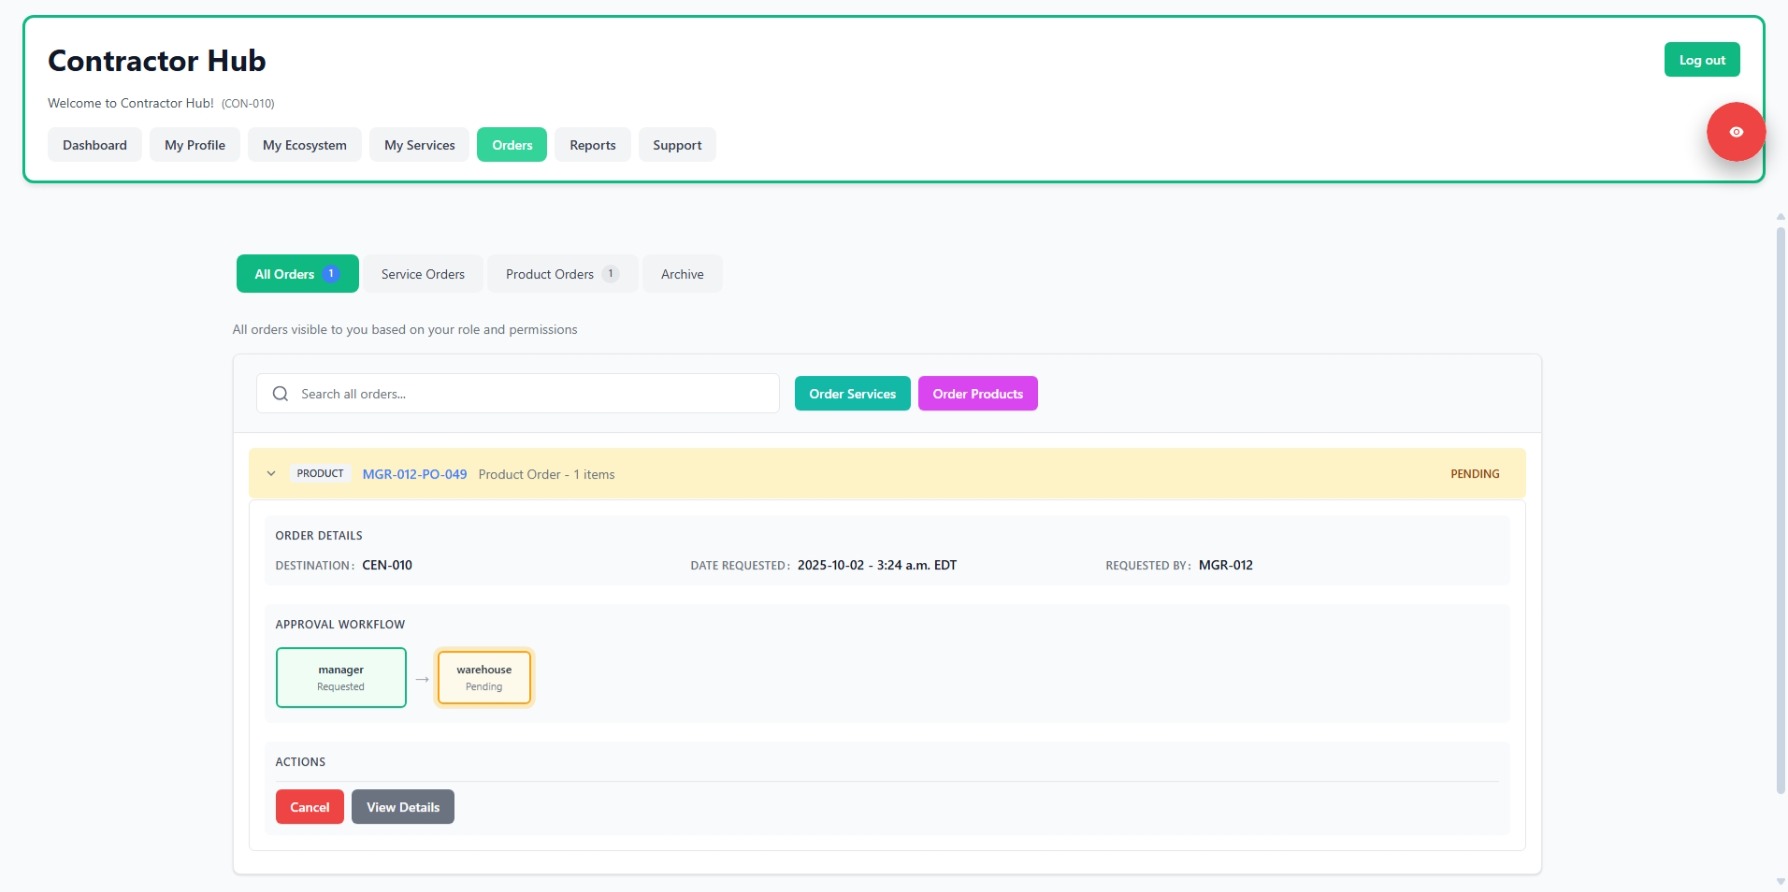 Contractor Hub
Log out
Welcome to Contractor Hub! (CON-010)
Dashboard My Profile My Ecosystem My Services Orders Reports Support
All Orders 1 Service Orders Product Orders 1 Archive
All orders visible to you based on your role and permissions
Search all orders... Order Services Order Products
PRODUCT MGR-012-PO-049 Product Order - 1 items PENDING
ORDER DETAILS
DESTINATION: CEN-010 DATE REQUESTED: 2025-10-02 - 3:24 a.m. EDT REQUESTED BY: MGR-012
APPROVAL WORKFLOW
manager → warehouse
Requested Pending
ACTIONS
Cancel View Details